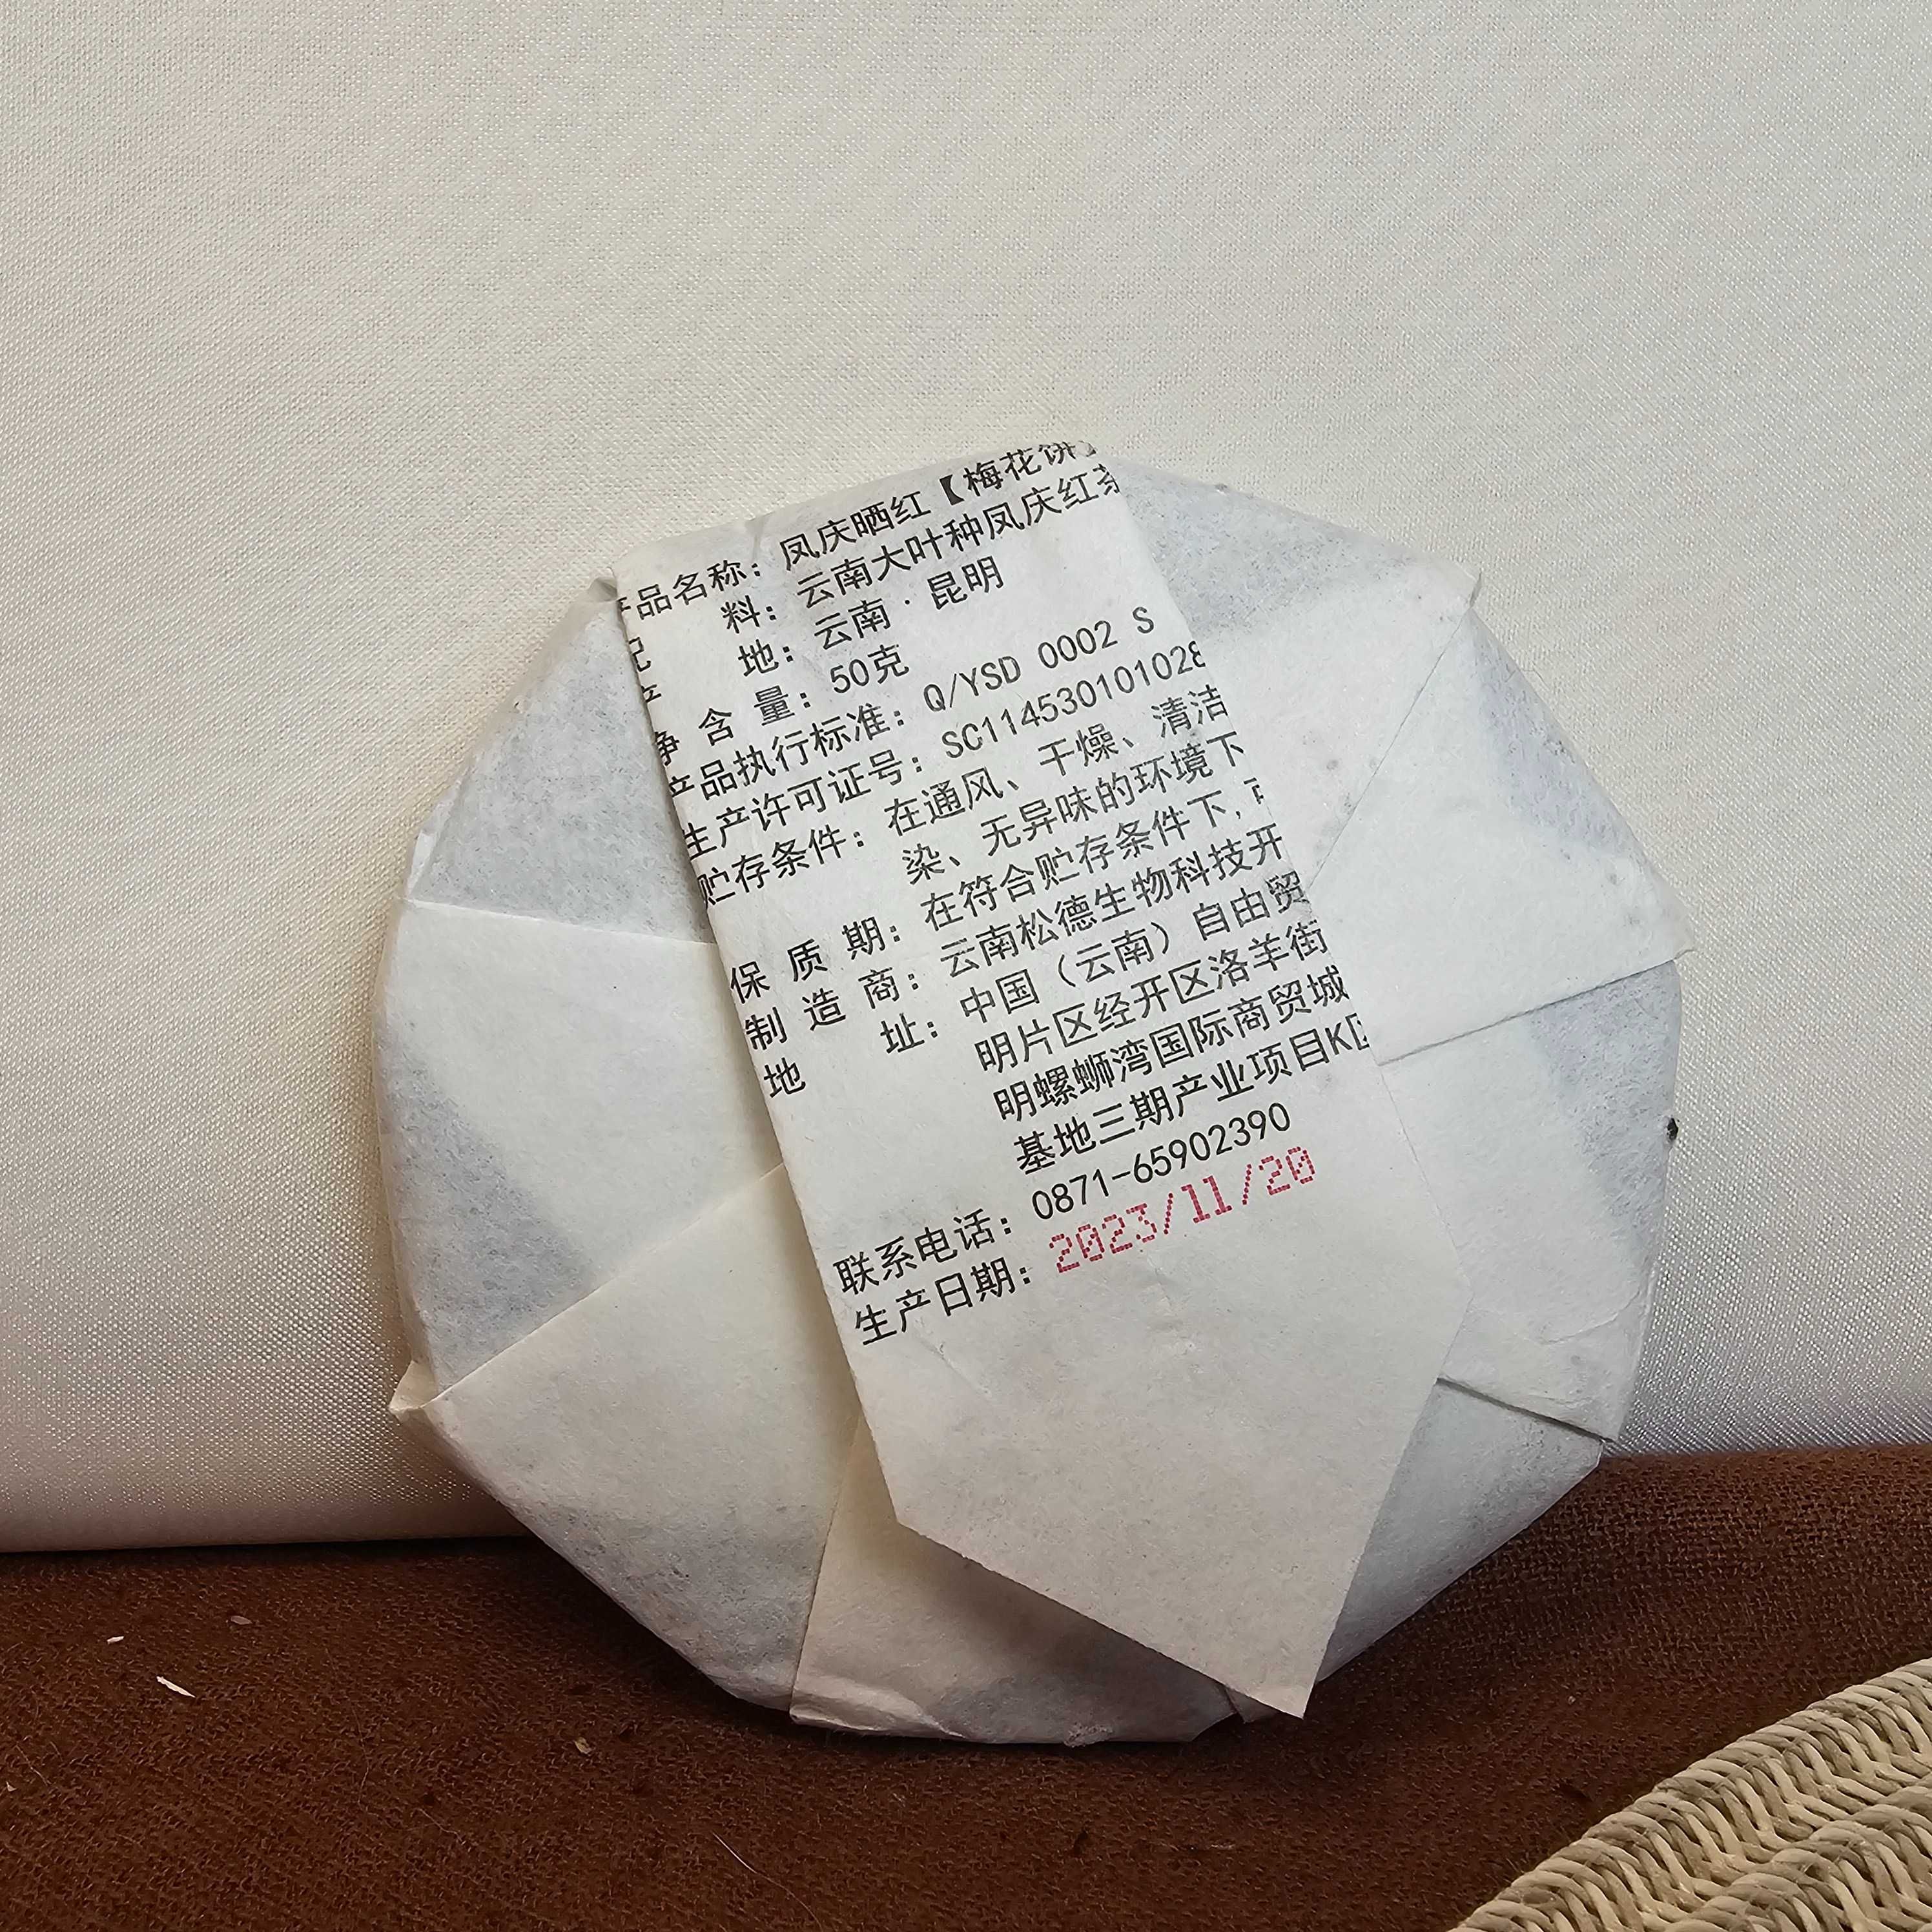 产品名称：凤庆晒红【梅花饼】
料：云南大叶种凤庆红茶
地：云南·昆明
净 含 量：50克
产品执行标准：Q/YSD 0002 S
生产许可证号：SC114530101028
贮存条件：在通风、干燥、清洁
染、无异味的环境下
保 质 期：在符合贮存条件下,
制 造 商：云南松德生物科技开
地 址：中国（云南）自由贸
明片区经开区洛羊街
明螺蛳湾国际商贸城
基地三期产业项目K区
联系电话：0871-65902390
生产日期：2023/11/20